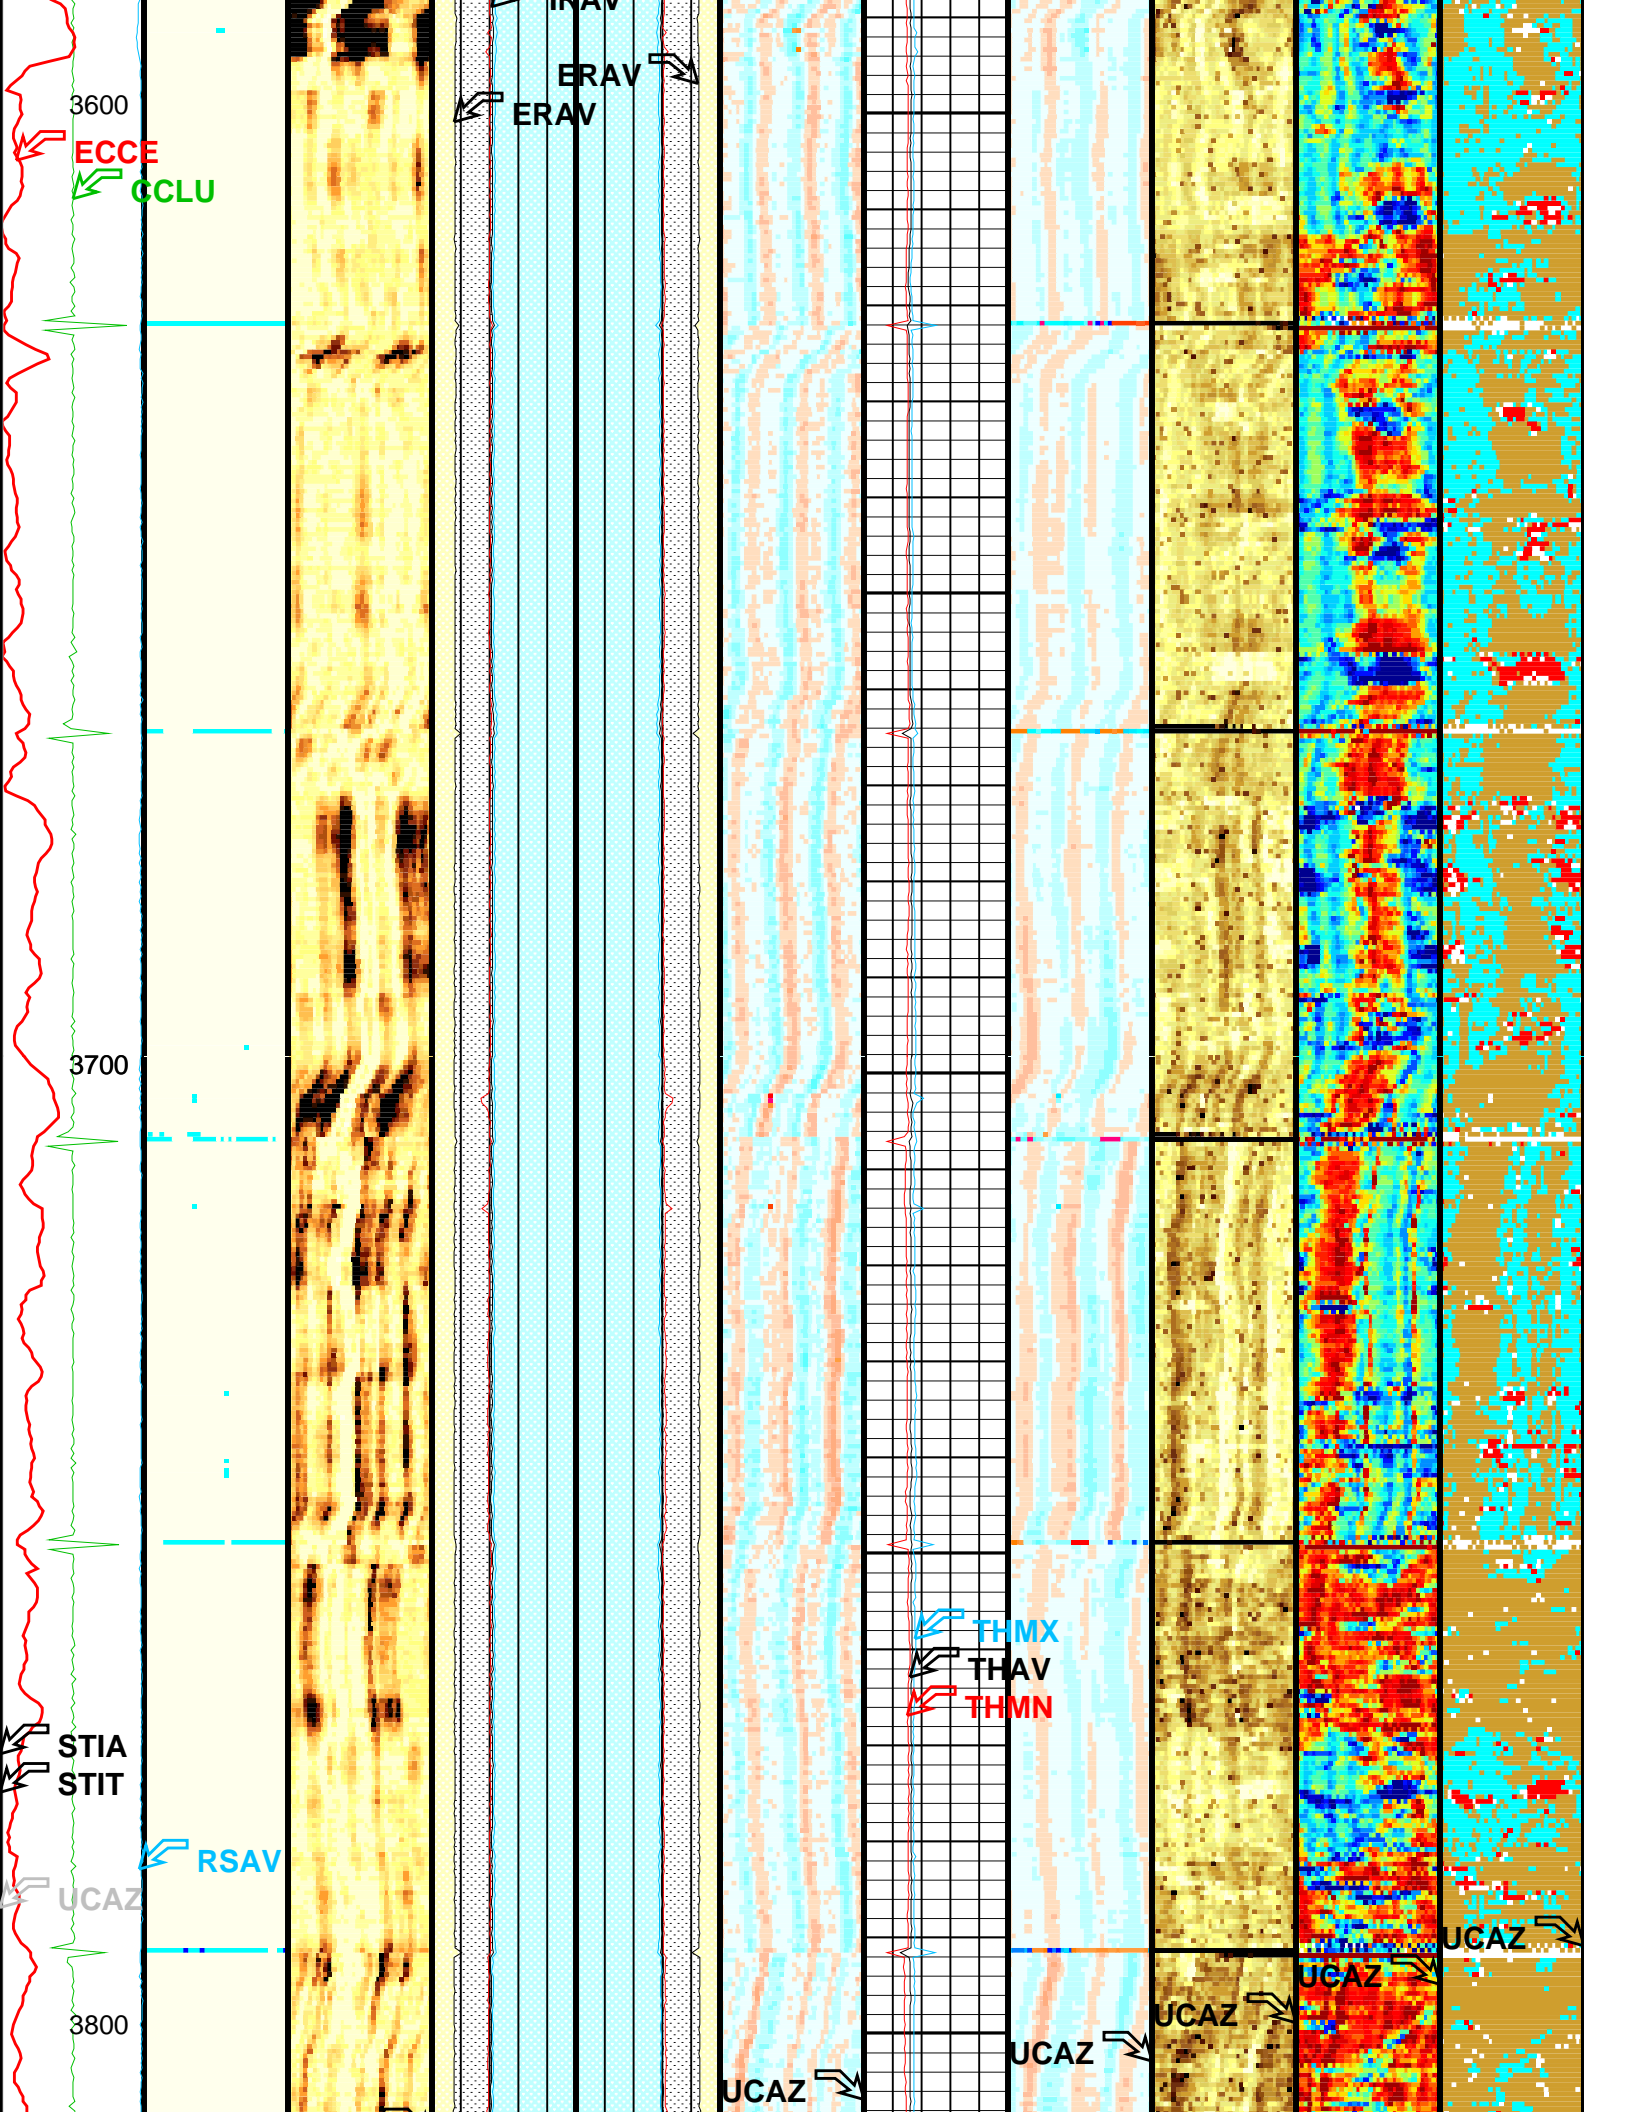 IRAV
ERAV
3600
ERAV
ECCE
CCLU
3700
THMX
THAV
THMN
STIA
STIT
RSAV
UCAZ
UCAZ
UCAZ
UCAZ
3800
UCAZ
UCAZ